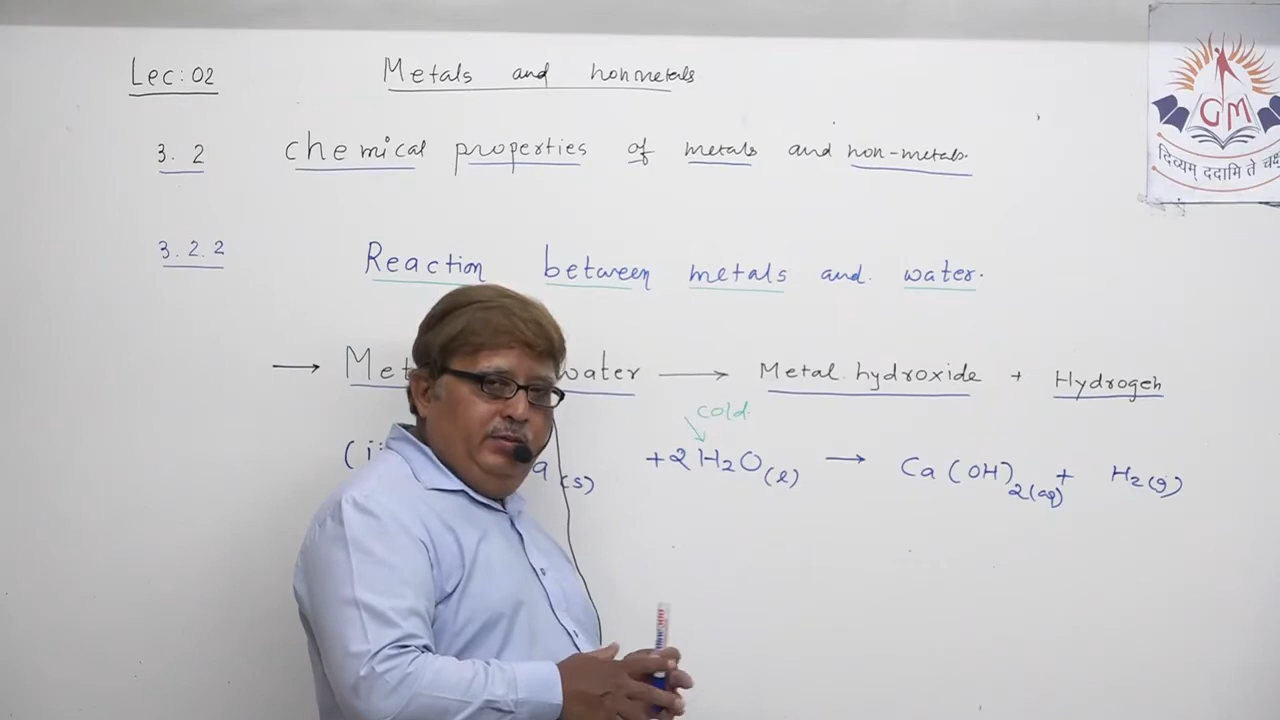 Lec: 02 Metals and nonmetals
GM
दिव्यम् ददामि ते
3. 2 chemical properties of metals and non-metals.
3. 2. 2 Reaction between metals and. water.
→ Met water → Metal hydroxide + Hydrogen
cold.
(ii a (s) + 2 H2O (l) → Ca (OH) 2 (aq) + H2 (g)